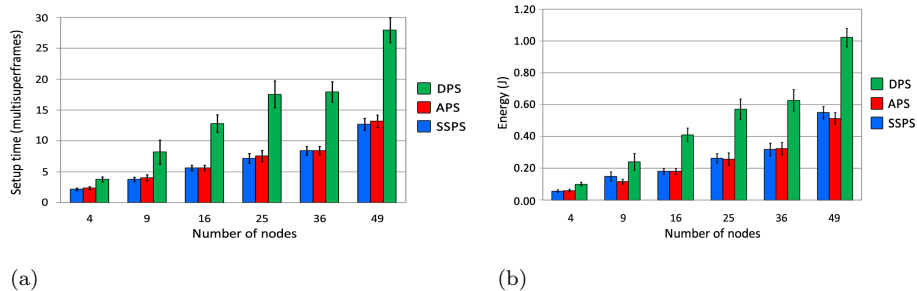 30
25
20
15
10
5
0
Setup time (multisuperframes)
4 9 16 25 36 49
Number of nodes
DPS
APS
SSPS
(a)
1.20
1.00
0.80
0.60
0.40
0.20
0.00
Energy (J)
4 9 16 25 36 49
Number of nodes
DPS
APS
SSPS
(b)